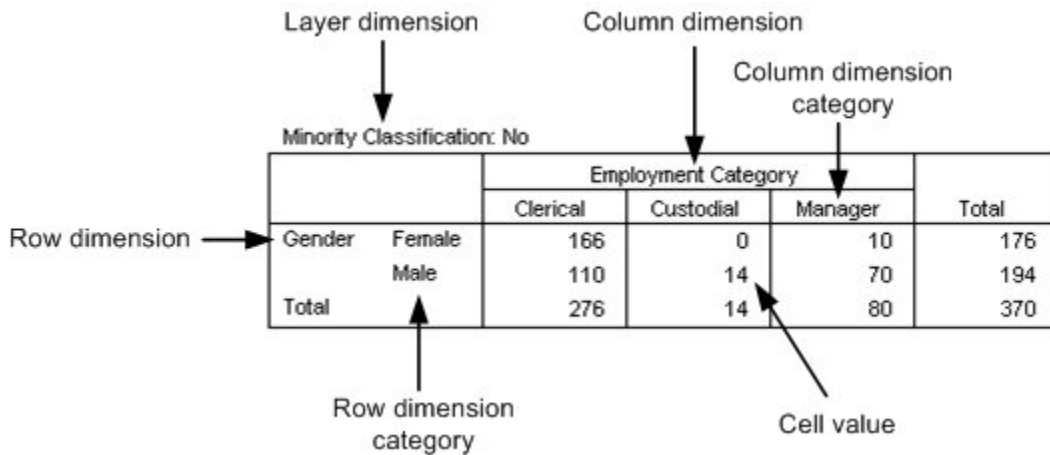 Layer dimension
Column dimension
Column dimension
category
Minority Classification: No
Employment Category
Clerical Custodial Manager Total
Row dimension
Gender Female 166 0 10 176
Male 110 14 70 194
Total 276 14 80 370
Row dimension
category
Cell value